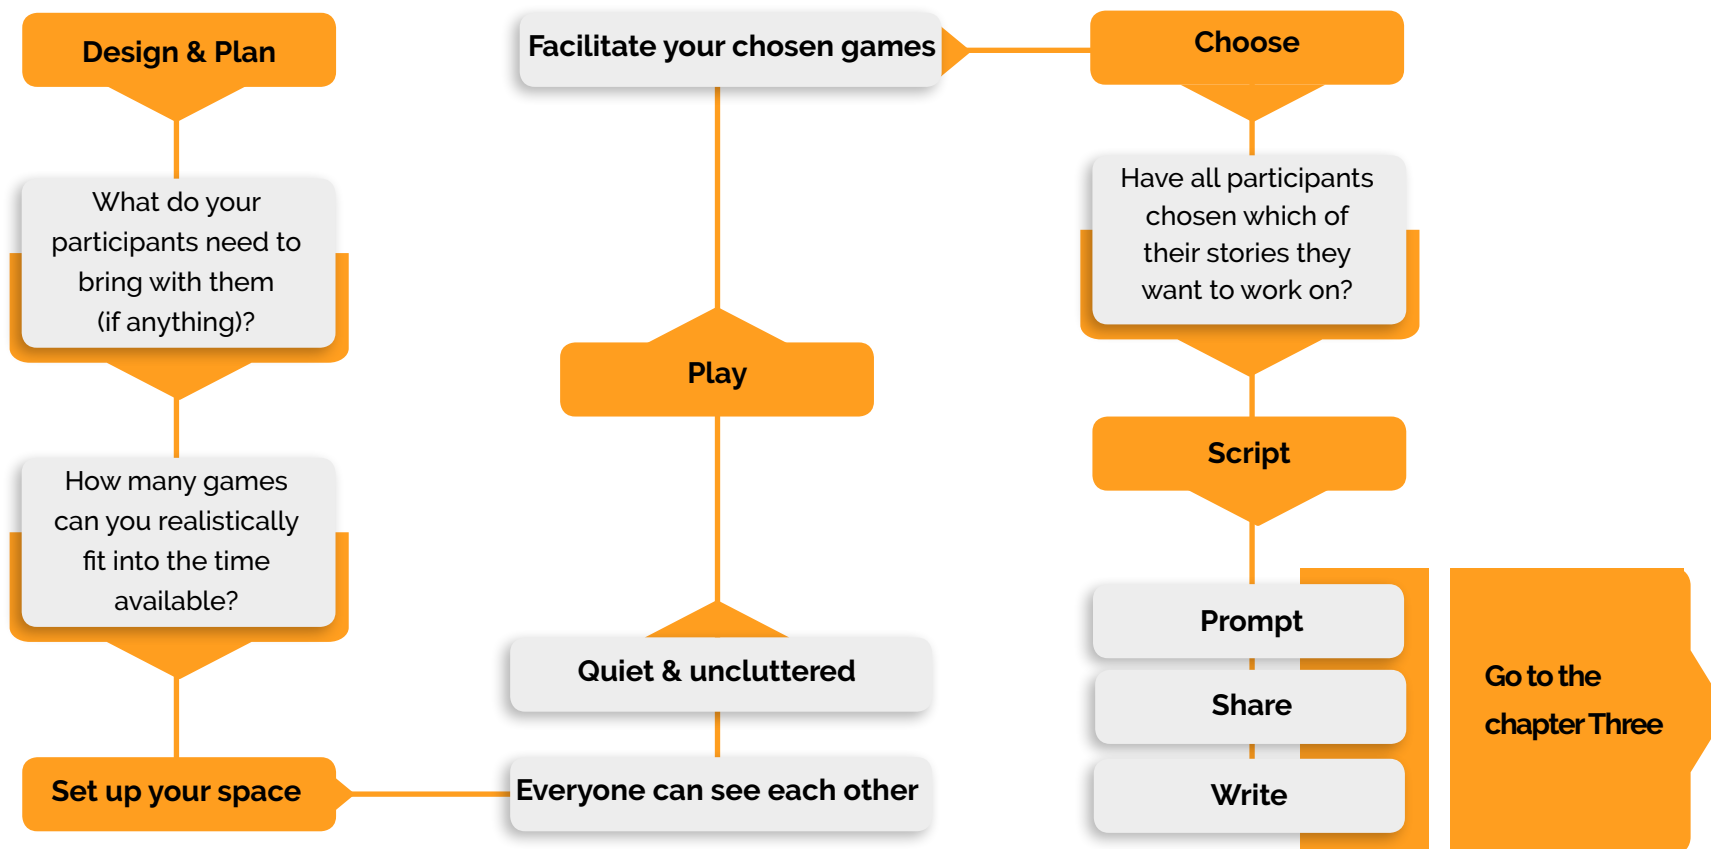 Design & Plan
What do your
participants need to
bring with them
(if anything)?
How many games
can you realistically
fit into the time
available?
Set up your space
Everyone can see each other
Quiet & uncluttered
Play
Facilitate your chosen games
Choose
Have all participants
chosen which of
their stories they
want to work on?
Script
Prompt
Share
Write
Go to the
chapter Three